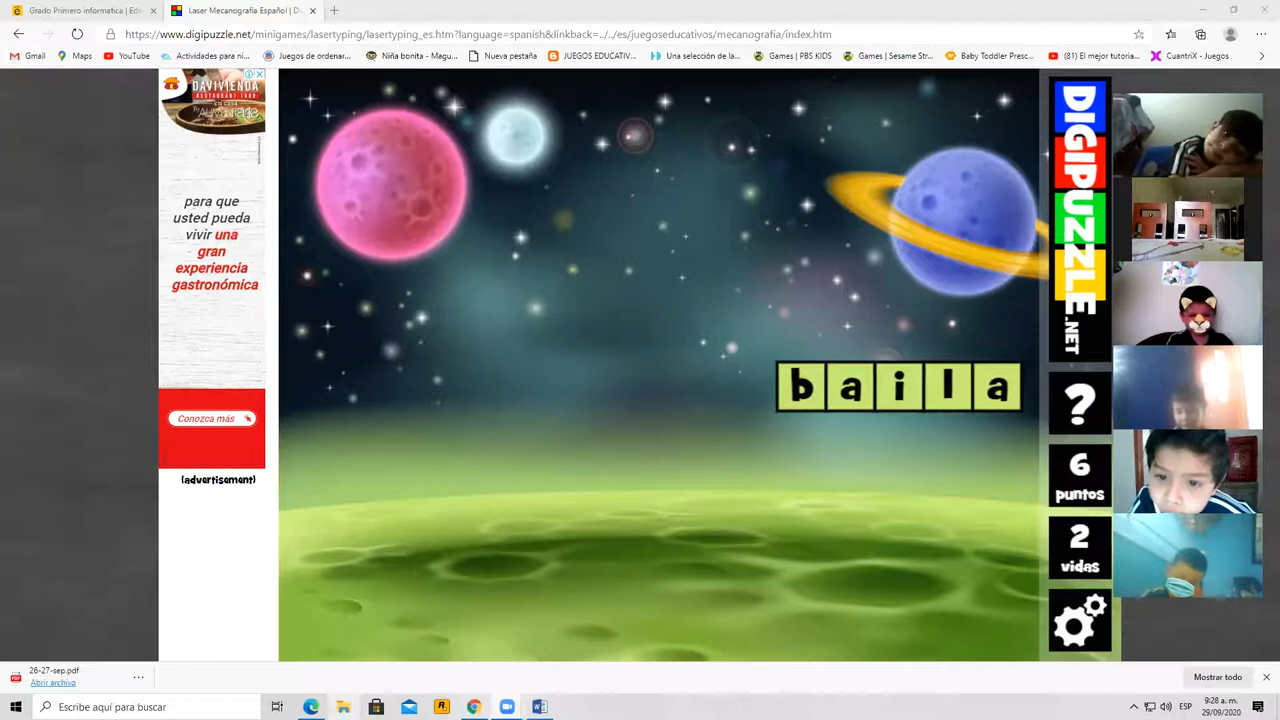 Grado Primero informatica | Edm
Laser Mecanografía Español | Di
https://www.digipuzzle.net/minigames/lasertyping/lasertyping_es.htm?language=spanish&linkback=../../es/juegoseducativos/mecanografia/index.htm
Gmail
Maps
YouTube
Actividades para ni...
Juegos de ordenar...
Niña bonita - Magu...
Nueva pestaña
JUEGOS EDUCATIV...
Una selección de la...
Games | PBS KIDS
Games | Sesame Str...
Baby Toddler Presc...
(81) El mejor tutoria...
CuantriX - Juegos
DAVIVIENDA
RESTAURANT TOUR
en casa
para que
usted pueda
vivir una
gran
experiencia
gastronómica
Conozca más
(advertisement)
baila
DIGIPUZZLE.NET
?
6
puntos
2
vidas
26-27-sep.pdf
Abrir archivo
Mostrar todo
Escribe aquí para buscar
ESP
9:28 a. m.
29/09/2020